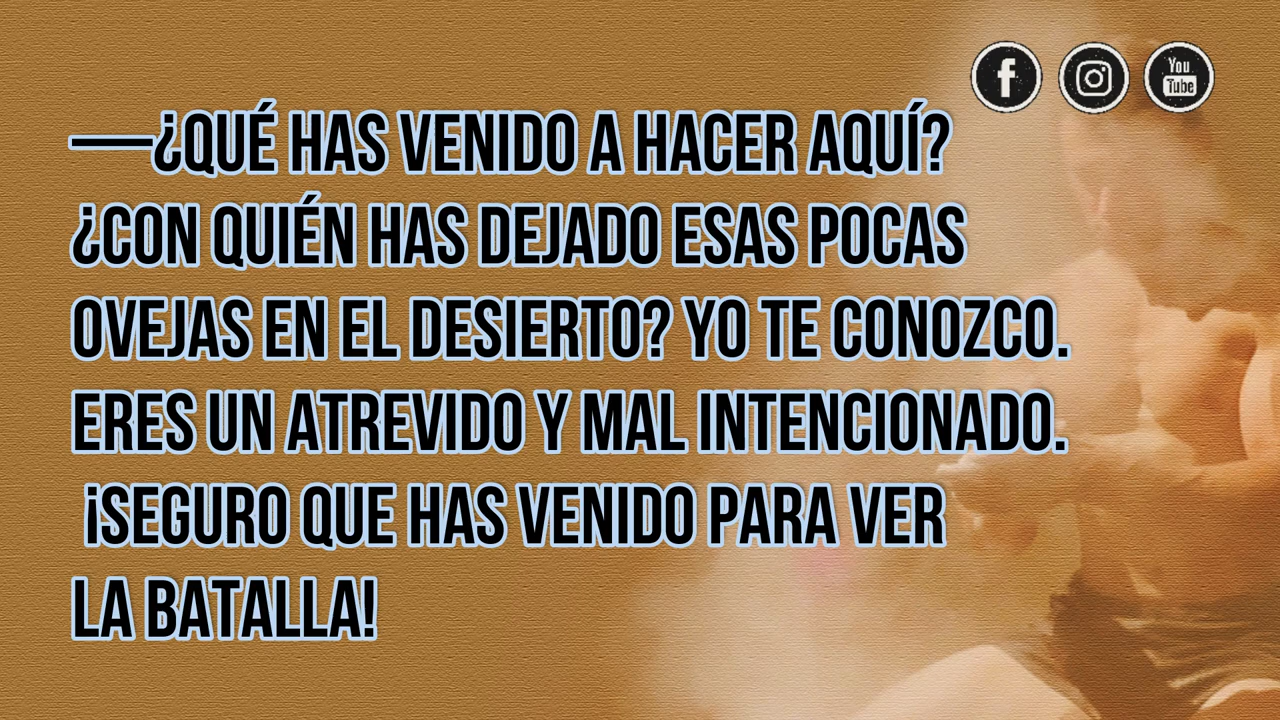 You
Tube
—¿QUÉ HAS VENIDO A HACER AQUÍ?
¿CON QUIÉN HAS DEJADO ESAS POCAS
OVEJAS EN EL DESIERTO? YO TE CONOZCO.
ERES UN ATREVIDO Y MAL INTENCIONADO.
¡SEGURO QUE HAS VENIDO PARA VER
LA BATALLA!